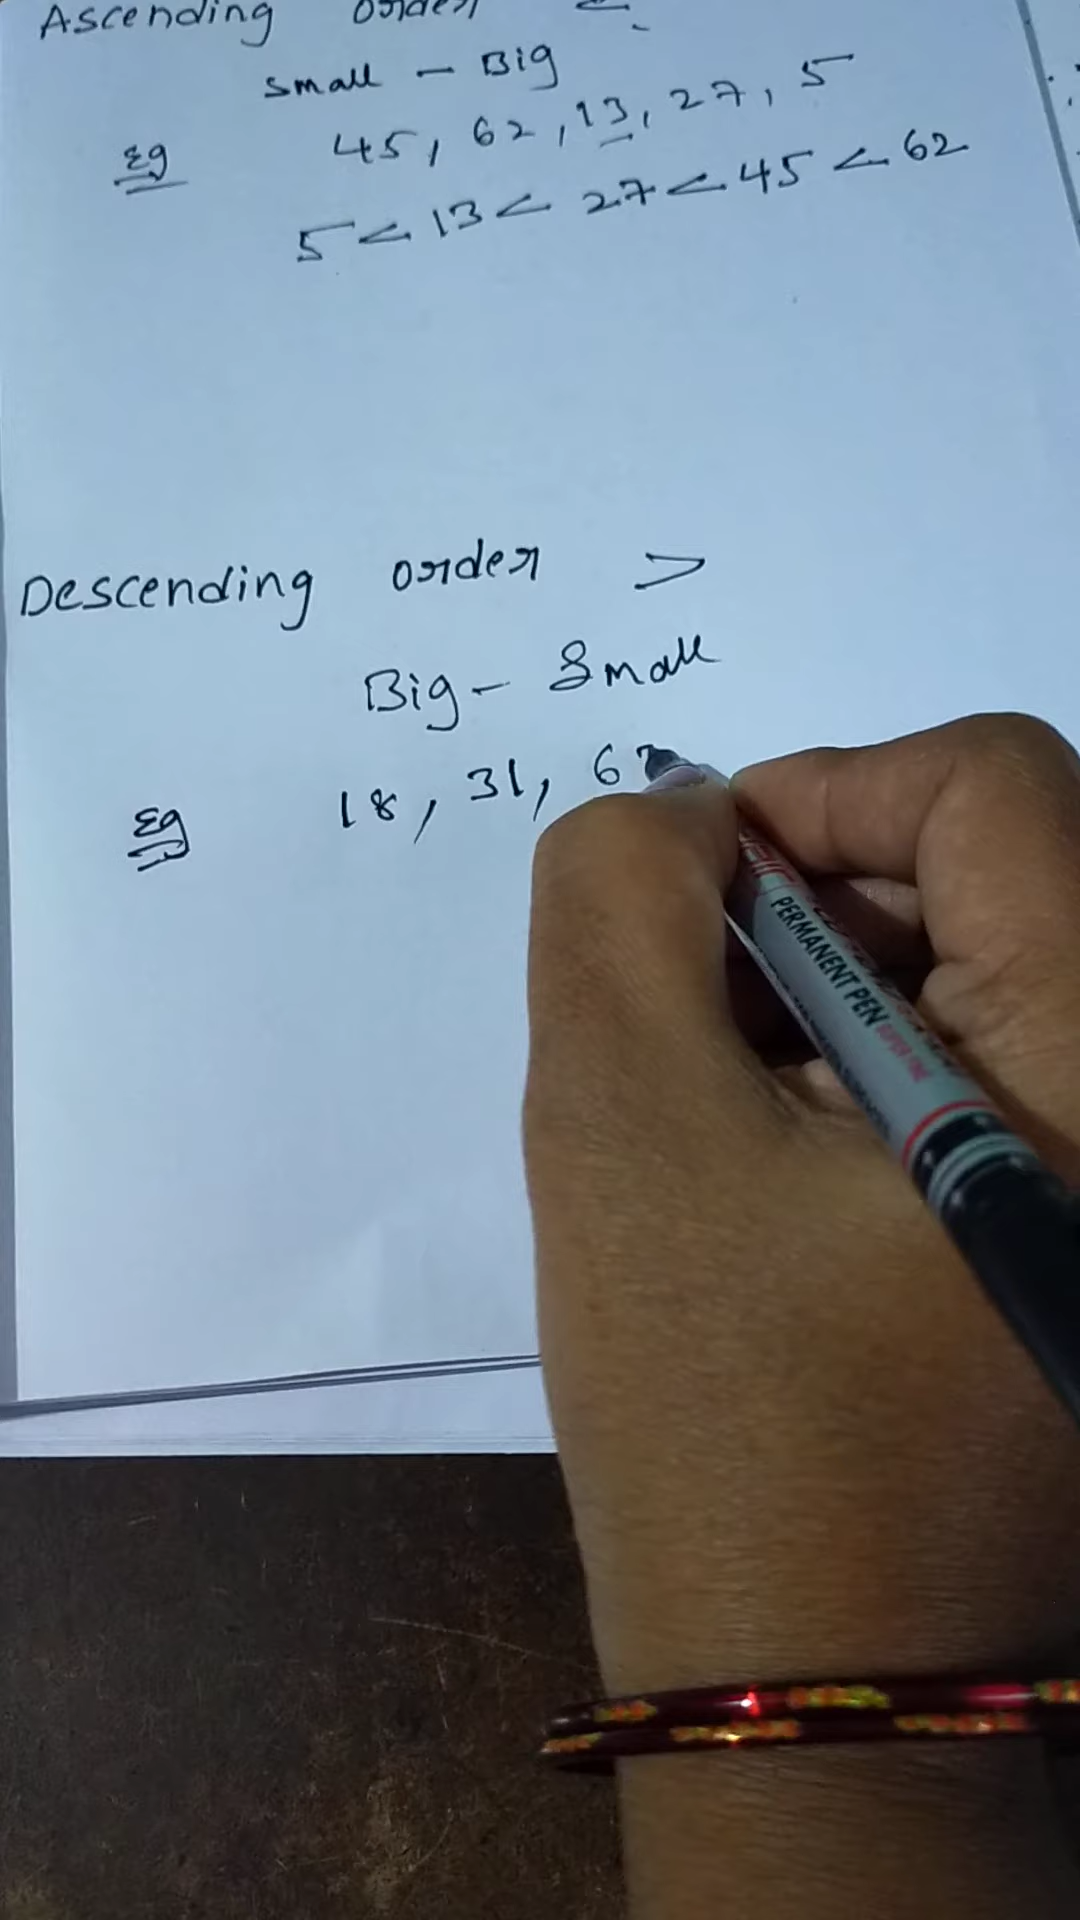 Ascending order <
small - Big
Eg 45, 62, 13, 27, 5
5 < 13 < 27 < 45 < 62
Descending order >
Big - Small
Eg 18, 31,
PERMANENT PEN